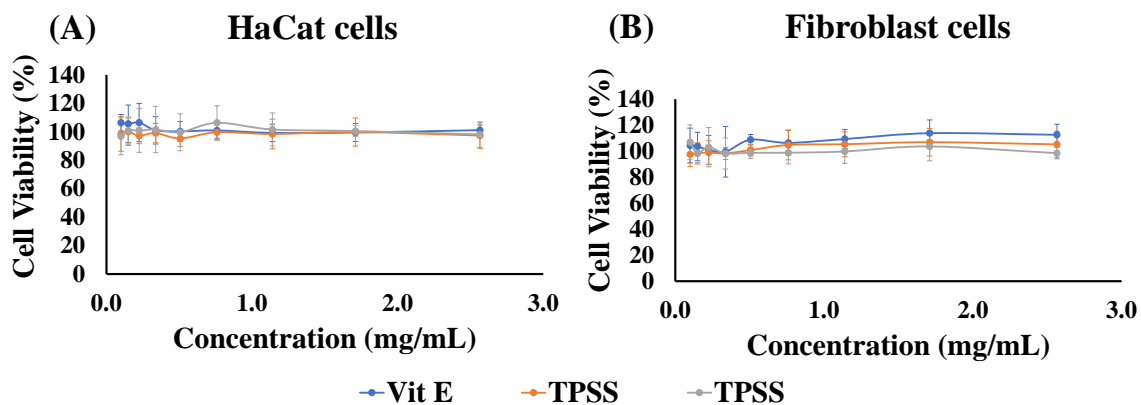 (A) HaCat cells
Cell Viability (%)
140
120
100
80
60
40
20
0
0.0 1.0 2.0 3.0
Concentration (mg/mL)
(B) Fibroblast cells
Cell Viability (%)
140
120
100
80
60
40
20
0
0.0 1.0 2.0 3.0
Concentration (mg/mL)
Vit E TPSS TPSS